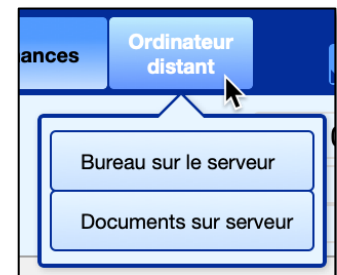 ances
Ordinateur
distant
Bureau sur le serveur
Documents sur serveur